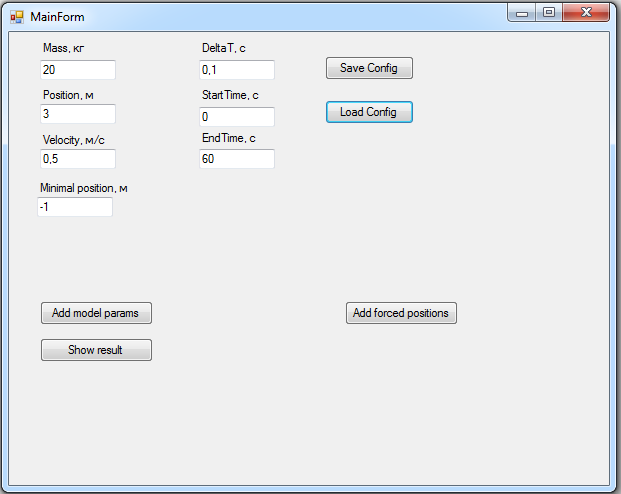 MainForm
Mass, кг
DeltaT, с
20
0,1
Save Config
Position, м
StartTime, с
3
0
Load Config
Velocity, м/с
EndTime, с
0,5
60
Minimal position, м
-1
Add model params
Add forced positions
Show result